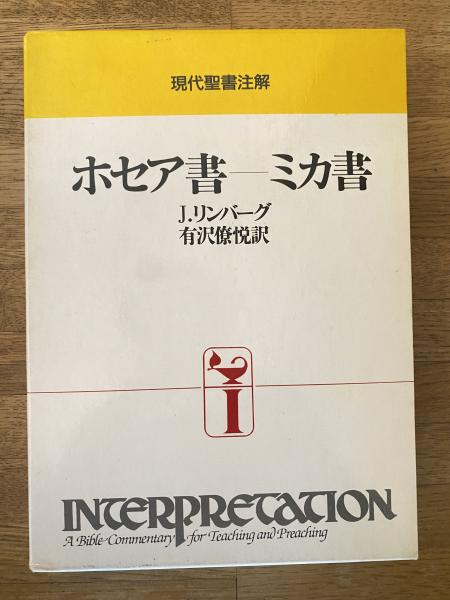 現代聖書注解
ホセア書―ミカ書
J.リンバーグ
有沢僚悦訳
I
INTERPRETATION
A Bible Commentary for Teaching and Preaching